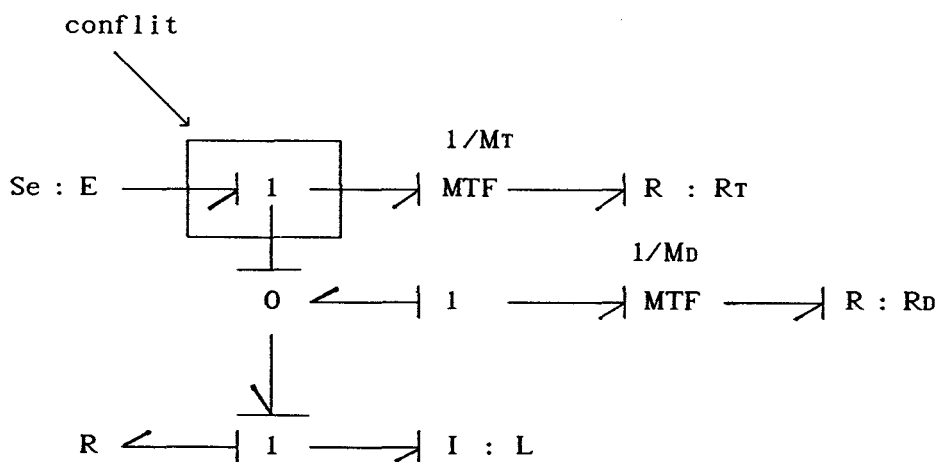 conflit
1/MT
Se : E 1 MTF R : RT
1/MD
0 1 MTF R : RD
R 1 I : L